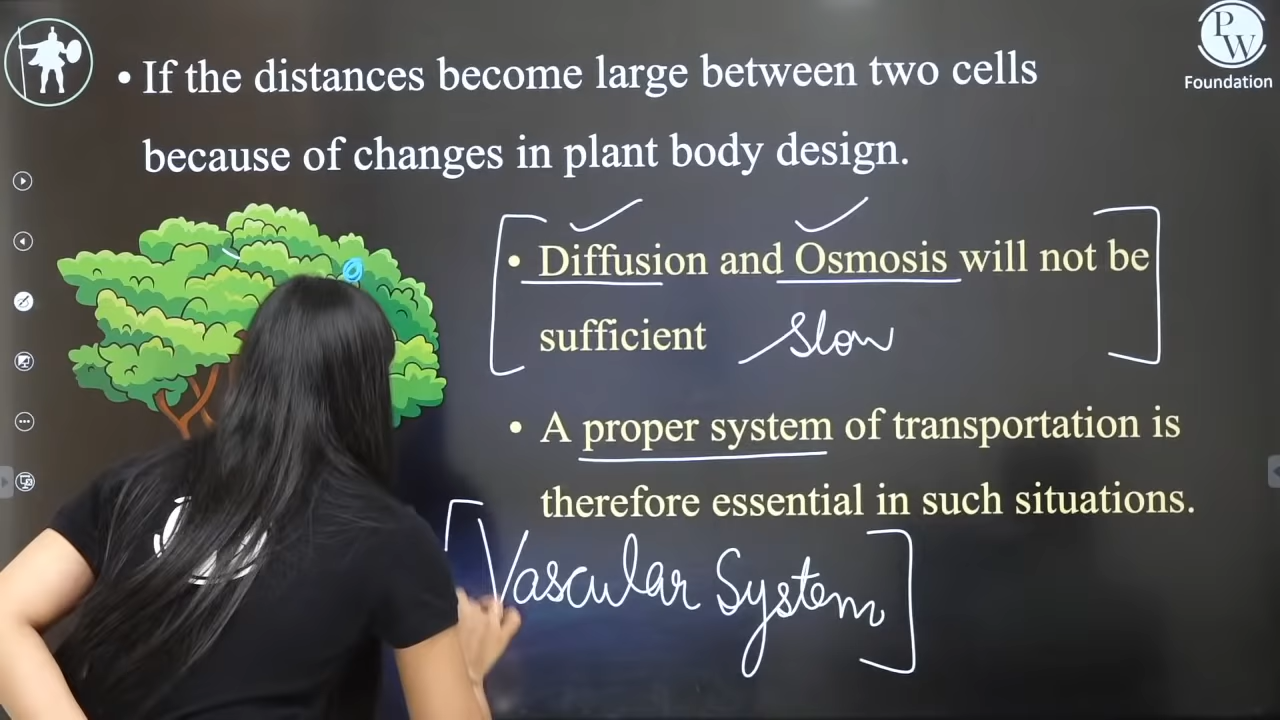 • If the distances become large between two cells
because of changes in plant body design.
• Diffusion and Osmosis will not be
sufficient slow
• A proper system of transportation is
therefore essential in such situations.
[Vascular System]
PW
Foundation